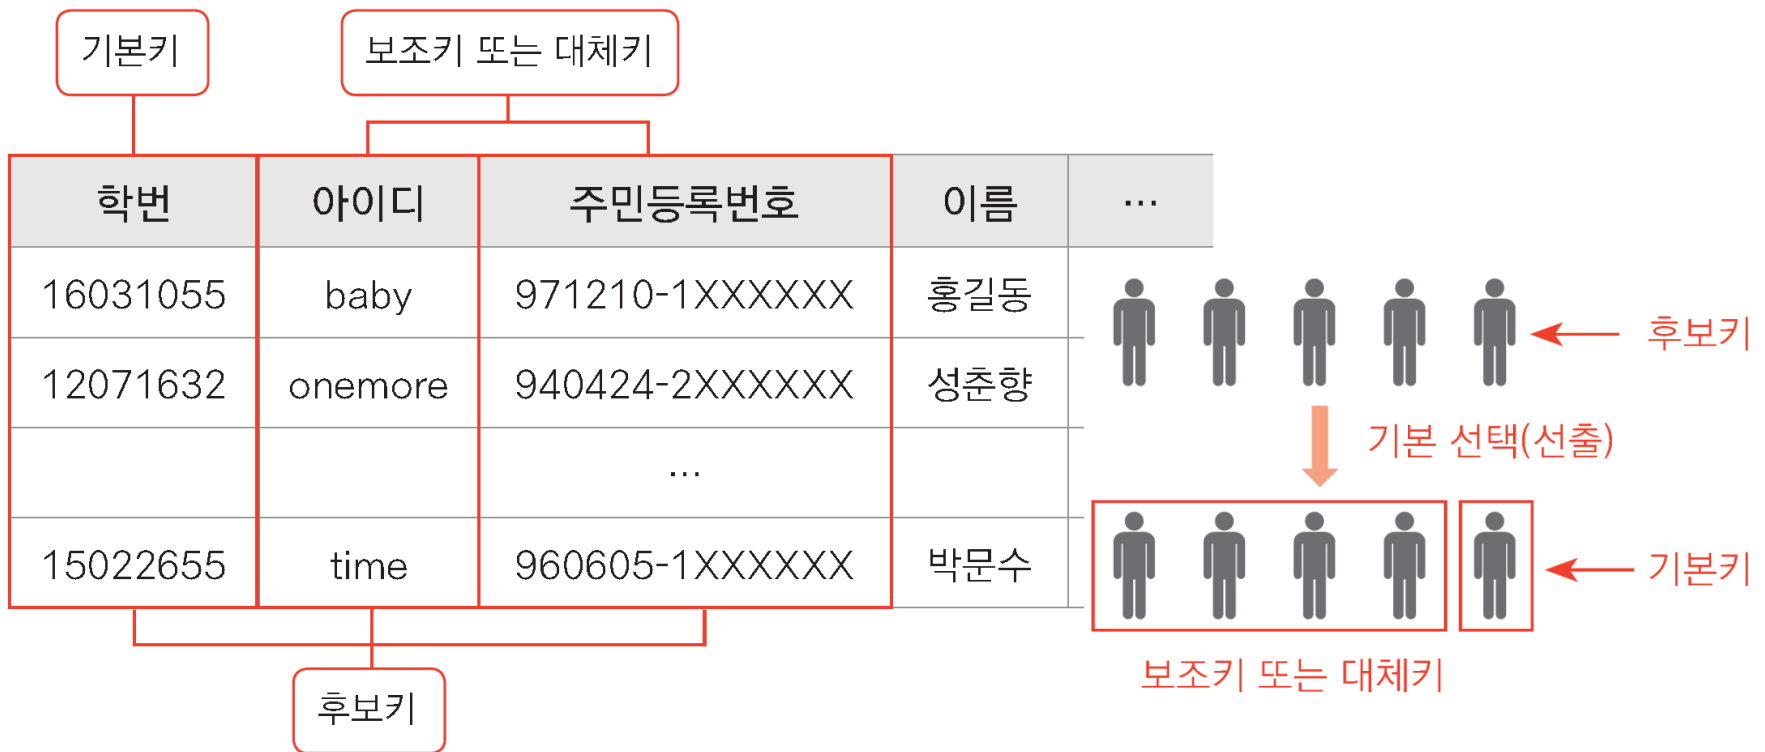 기본키
보조키 또는 대체키
학번 아이디 주민등록번호 이름 …
16031055 baby 971210-1XXXXXX 홍길동
12071632 onemore 940424-2XXXXXX 성춘향
…
15022655 time 960605-1XXXXXX 박문수
후보키
후보키
기본 선택(선출)
기본키
보조키 또는 대체키